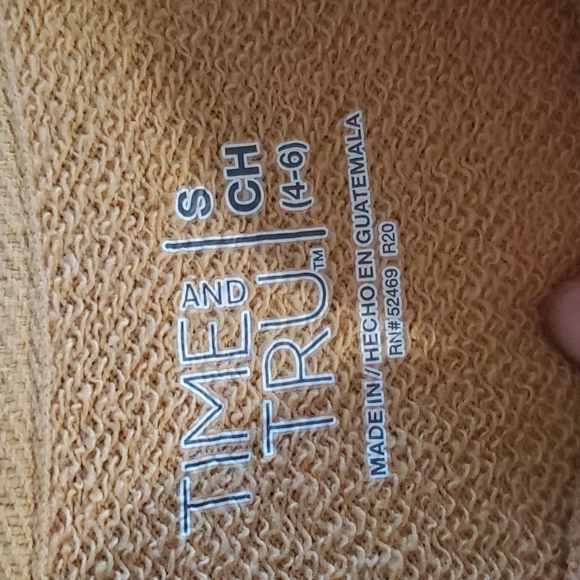 TIME AND
TRU™
S
CH
(4-6)
MADE IN / HECHO EN GUATEMALA
RN# 52469 R20